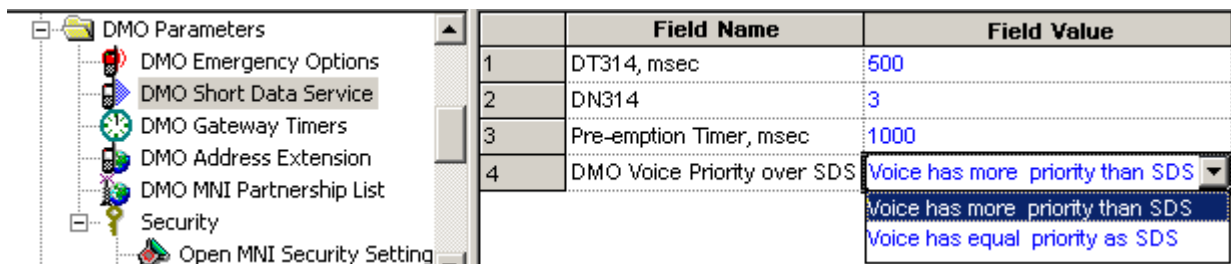 DMO Parameters
DMO Emergency Options
DMO Short Data Service
DMO Gateway Timers
DMO Address Extension
DMO MNI Partnership List
Security
Open MNI Security Setting
Field Name Field Value
1 DT314, msec 500
2 DN314 3
3 Pre-emption Timer, msec 1000
4 DMO Voice Priority over SDS Voice has more priority than SDS
Voice has more priority than SDS
Voice has equal priority as SDS